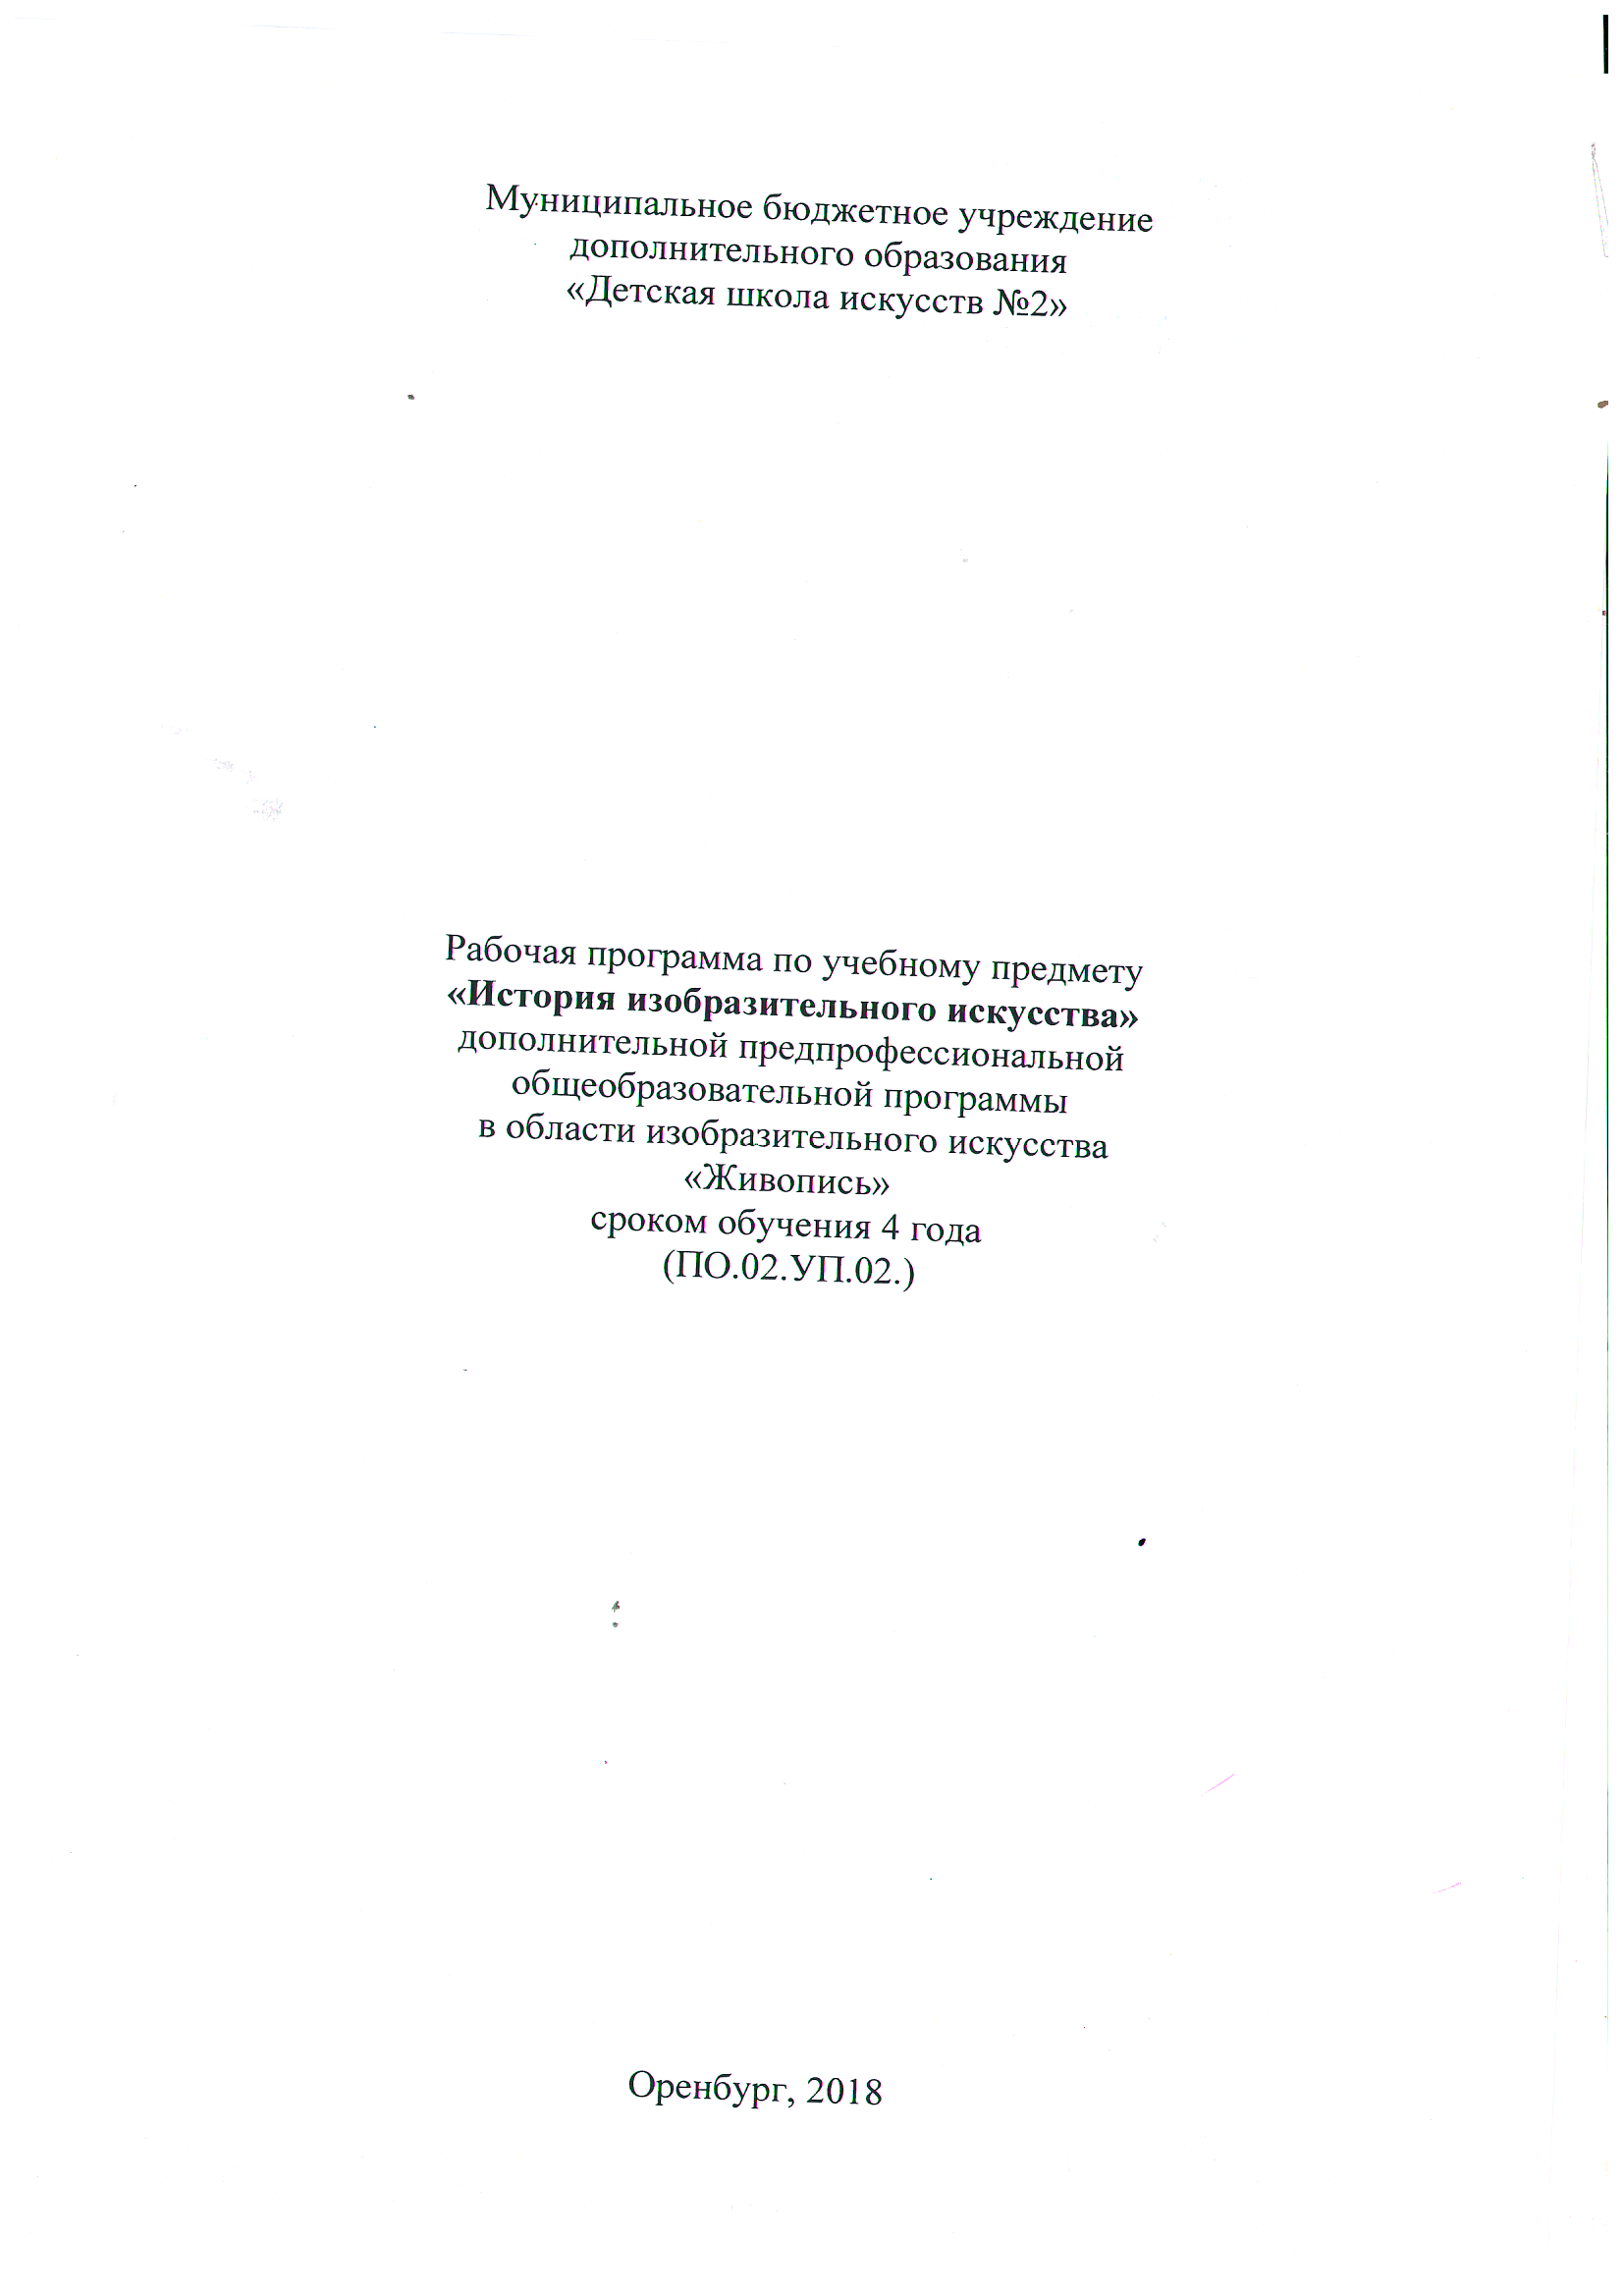 Муниципальное бюджетное учреждение
дополнительного образования
«Детская школа искусств №2»
Рабочая программа по учебному предмету
«История изобразительного искусства»
дополнительной предпрофессиональной
общеобразовательной программы
в области изобразительного искусства
«Живопись»
сроком обучения 4 года
(ПО.02.УП.02.)
Оренбург, 2018